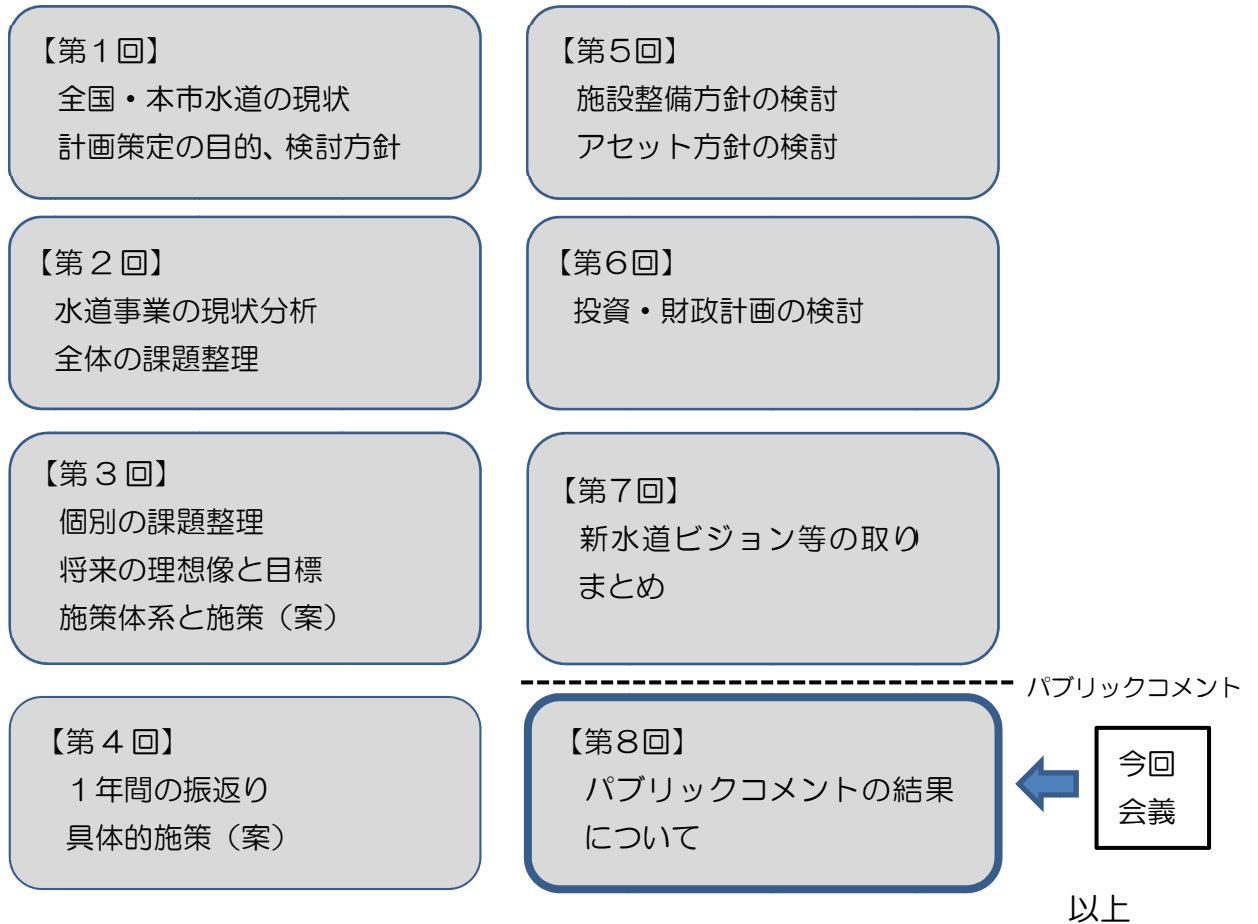 【第１回】
全国・本市水道の現状
計画策定の目的、検討方針
【第２回】
水道事業の現状分析
全体の課題整理
【第３回】
個別の課題整理
将来の理想像と目標
施策体系と施策（案）
【第４回】
１年間の振返り
具体的施策（案）
【第５回】
施設整備方針の検討
アセット方針の検討
【第６回】
投資・財政計画の検討
【第７回】
新水道ビジョン等の取り
まとめ
パブリックコメント
【第８回】
パブリックコメントの結果
について
今回
会議
以上